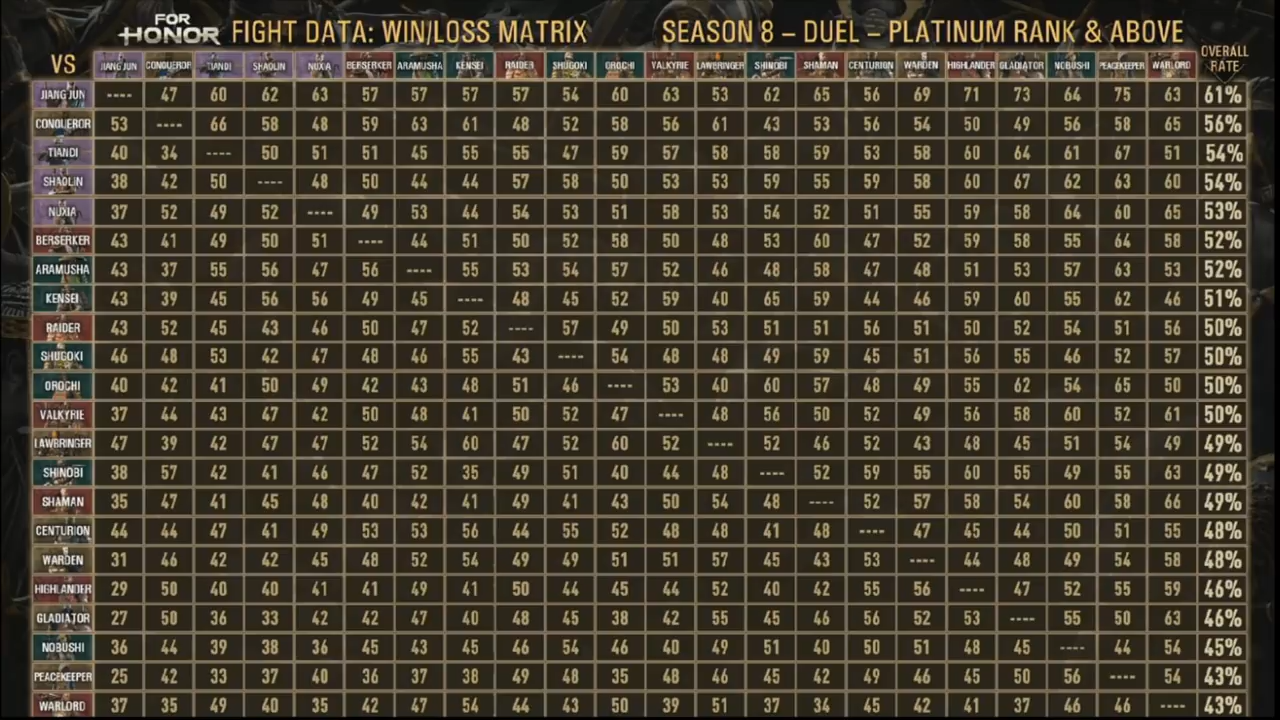 FOR HONOR FIGHT DATA: WIN/LOSS MATRIX SEASON 8 – DUEL – PLATINUM RANK & ABOVE
VS JIANG JUN CONQUEROR TIANDI SHAOLIN NUXIA BERSERKER ARAMUSHA KENSEI RAIDER SHUGOKI OROCHI VALKYRIE LAWBRINGER SHINOBI SHAMAN CENTURION WARDEN HIGHLANDER GLADIATOR NOBUSHI PEACEKEEPER WARLORD OVERALL RATE
JIANG JUN ---- 47 60 62 63 57 57 57 57 54 60 63 53 62 65 56 69 71 73 64 75 63 61%
CONQUEROR 53 ---- 66 58 48 59 63 61 48 52 58 56 61 43 53 56 54 50 49 56 58 65 56%
TIANDI 40 34 ---- 50 51 51 45 55 55 47 59 57 58 58 59 53 58 60 64 61 67 51 54%
SHAOLIN 38 42 50 ---- 48 50 44 44 57 58 50 53 53 59 55 59 58 60 67 62 63 60 54%
NUXIA 37 52 49 52 ---- 49 53 44 54 53 51 58 53 54 52 51 55 59 58 64 60 65 53%
BERSERKER 43 41 49 50 51 ---- 44 51 50 52 58 50 48 53 60 47 52 59 58 55 64 58 52%
ARAMUSHA 43 37 55 56 47 56 ---- 55 53 54 57 52 46 48 58 47 48 51 53 57 63 53 52%
KENSEI 43 39 45 56 56 49 45 ---- 48 45 52 59 40 65 59 44 46 59 60 55 62 46 51%
RAIDER 43 52 45 43 46 50 47 52 ---- 57 49 50 53 51 51 56 51 50 52 54 51 56 50%
SHUGOKI 46 48 53 42 47 48 46 55 43 ---- 54 48 48 49 59 45 51 56 55 46 52 57 50%
OROCHI 40 42 41 50 49 42 43 48 51 46 ---- 53 40 60 57 48 49 55 62 54 65 50 50%
VALKYRIE 37 44 43 47 42 50 48 41 50 52 47 ---- 48 56 50 52 49 56 58 60 52 61 50%
LAWBRINGER 47 39 42 47 47 52 54 60 47 52 60 52 ---- 52 46 52 43 48 45 51 54 49 49%
SHINOBI 38 57 42 41 46 47 52 35 49 51 40 44 48 ---- 52 59 55 60 55 49 55 63 49%
SHAMAN 35 47 41 45 48 40 42 41 49 41 43 50 54 48 ---- 52 57 58 54 60 58 66 49%
CENTURION 44 44 47 41 49 53 53 56 44 55 52 48 48 41 48 ---- 47 45 44 50 51 55 48%
WARDEN 31 46 42 42 45 48 52 54 49 49 51 51 57 45 43 53 ---- 44 48 49 54 58 48%
HIGHLANDER 29 50 40 40 41 41 49 41 50 44 45 44 52 40 42 55 56 ---- 47 52 55 59 46%
GLADIATOR 27 50 36 33 42 42 47 40 48 45 38 42 55 45 46 56 52 53 ---- 55 50 63 46%
NOBUSHI 36 44 39 38 36 45 43 45 46 54 46 40 49 51 40 50 51 48 45 ---- 44 54 45%
PEACEKEEPER 25 42 33 37 40 36 37 38 49 48 35 48 46 45 42 49 46 45 50 56 ---- 54 43%
WARLORD 37 35 49 40 35 42 47 54 44 43 50 39 51 37 34 45 42 41 37 46 46 ---- 43%